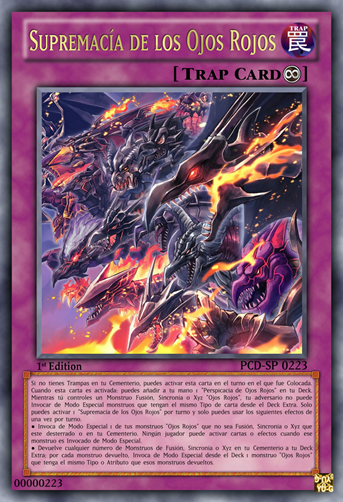 Supremacía de los Ojos Rojos
TRAP
罠
[Trap Card∞]
1st Edition
PCD-SP 0223
Si no tienes Trampas en tu Cementerio, puedes activar esta carta en el turno en el que fue Colocada.
Cuando esta carta es activada: puedes añadir a tu mano 1 "Perspicacia de Ojos Rojos" en tu Deck.
Mientras tú controles un Monstruo Fusión, Sincronía o Xyz "Ojos Rojos", tu adversario no puede
Invocar de Modo Especial monstruos que tengan el mismo Tipo de carta desde el Deck Extra. Sólo
puedes activar 1 "Supremacía de los Ojos Rojos" por turno y solo puedes usar los siguientes efectos de
una vez por turno.
● Invoca de Modo Especial 1 de tus monstruos "Ojos Rojos" que no sea Fusión, Sincronía o Xyz que
este desterrado o en tu Cementerio. Ningún jugador puede activar cartas o efectos cuando ese
monstruo es Invocado de Modo Especial.
● Devuelve cualquier número de Monstruos de Fusión, Sincronía o Xyz en tu Cementerio a tu Deck
Extra; por cada monstruo devuelto, Invoca de Modo Especial desde el Deck 1 monstruo "Ojos Rojos"
que tenga el mismo Tipo o Atributo que esos monstruos devueltos.
00000223